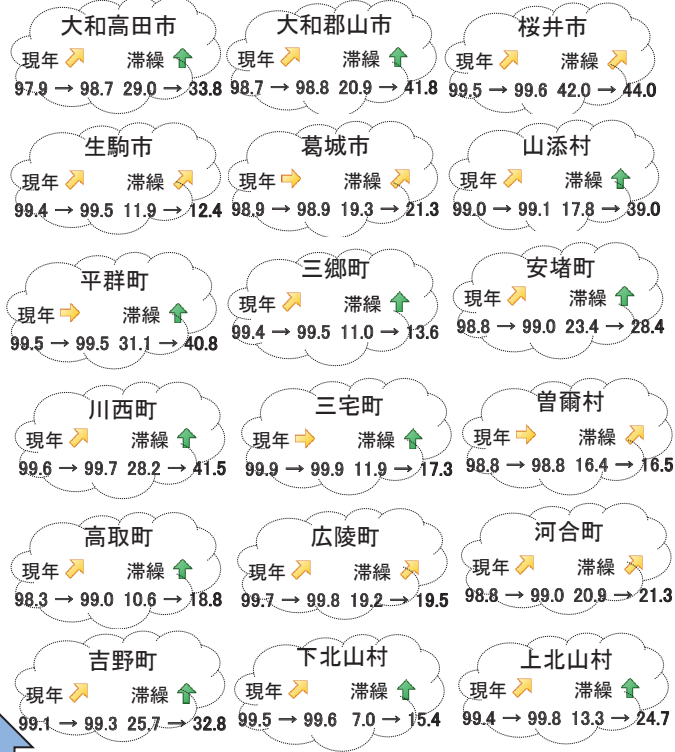 大和高田市
現年 滞繰
97.9 → 98.7 29.0 → 33.8
大和郡山市
現年 滞繰
98.7 → 98.8 20.9 → 41.8
桜井市
現年 滞繰
99.5 → 99.6 42.0 → 44.0
生駒市
現年 滞繰
99.4 → 99.5 11.9 → 12.4
葛城市
現年 滞繰
98.9 → 98.9 19.3 → 21.3
山添村
現年 滞繰
99.0 → 99.1 17.8 → 39.0
平群町
現年 滞繰
99.5 → 99.5 31.1 → 40.8
三郷町
現年 滞繰
99.4 → 99.5 11.0 → 13.6
安堵町
現年 滞繰
98.8 → 99.0 23.4 → 28.4
川西町
現年 滞繰
99.6 → 99.7 28.2 → 41.5
三宅町
現年 滞繰
99.9 → 99.9 11.9 → 17.3
曽爾村
現年 滞繰
98.8 → 98.8 16.4 → 16.5
高取町
現年 滞繰
98.3 → 99.0 10.6 → 18.8
広陵町
現年 滞繰
99.7 → 99.8 19.2 → 19.5
河合町
現年 滞繰
98.8 → 99.0 20.9 → 21.3
吉野町
現年 滞繰
99.1 → 99.3 25.7 → 32.8
下北山村
現年 滞繰
99.5 → 99.6 7.0 → 15.4
上北山村
現年 滞繰
99.4 → 99.8 13.3 → 24.7